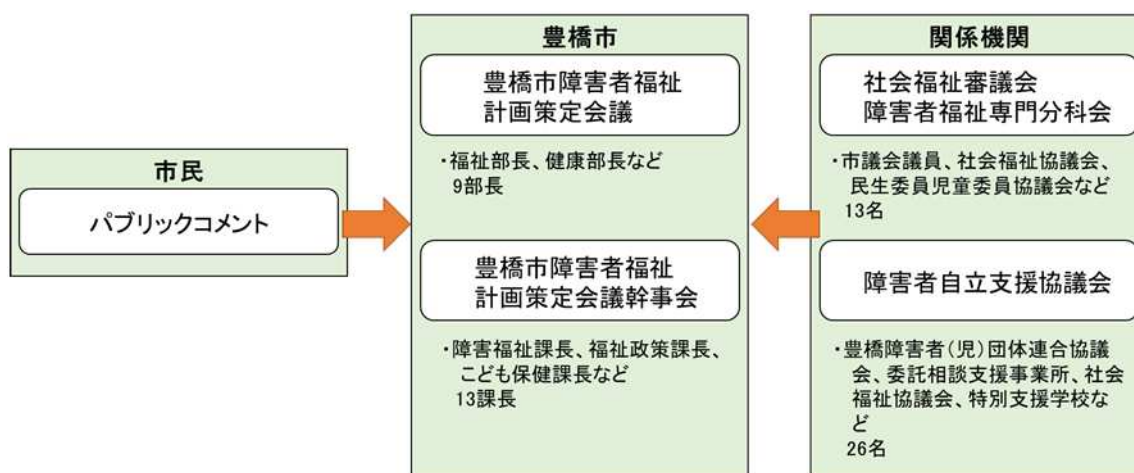 市民
パブリックコメント
豊橋市
豊橋市障害者福祉
計画策定会議
・福祉部長、健康部長など
9部長
豊橋市障害者福祉
計画策定会議幹事会
・障害福祉課長、福祉政策課長、
こども保健課長など
13課長
関係機関
社会福祉審議会
障害者福祉専門分科会
・市議会議員、社会福祉協議会、
民生委員児童委員協議会など
13名
障害者自立支援協議会
・豊橋障害者(児)団体連合協議
会、委託相談支援事業所、社会
福祉協議会、特別支援学校な
ど
26名